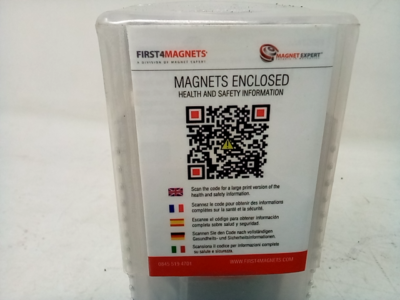 FIRST4MAGNETS®
A DIVISION OF MAGNET EXPERT
MAGNET EXPERT
MAGNETS ENCLOSED
HEALTH AND SAFETY INFORMATION
Scan the code for a large print version of the
health and safety information.
Scannez le code pour obtenir des informations
complètes sur la santé et la sécurité.
Escanee el código para obtener información
completa sobre salud y seguridad.
Scannen Sie den Code nach vollständigen
Gesundheits- und Sicherheitsinformationen.
Scansiona il codice per informazioni complete
su salute e sicurezza.
WWW.FIRST4MAGNETS.COM